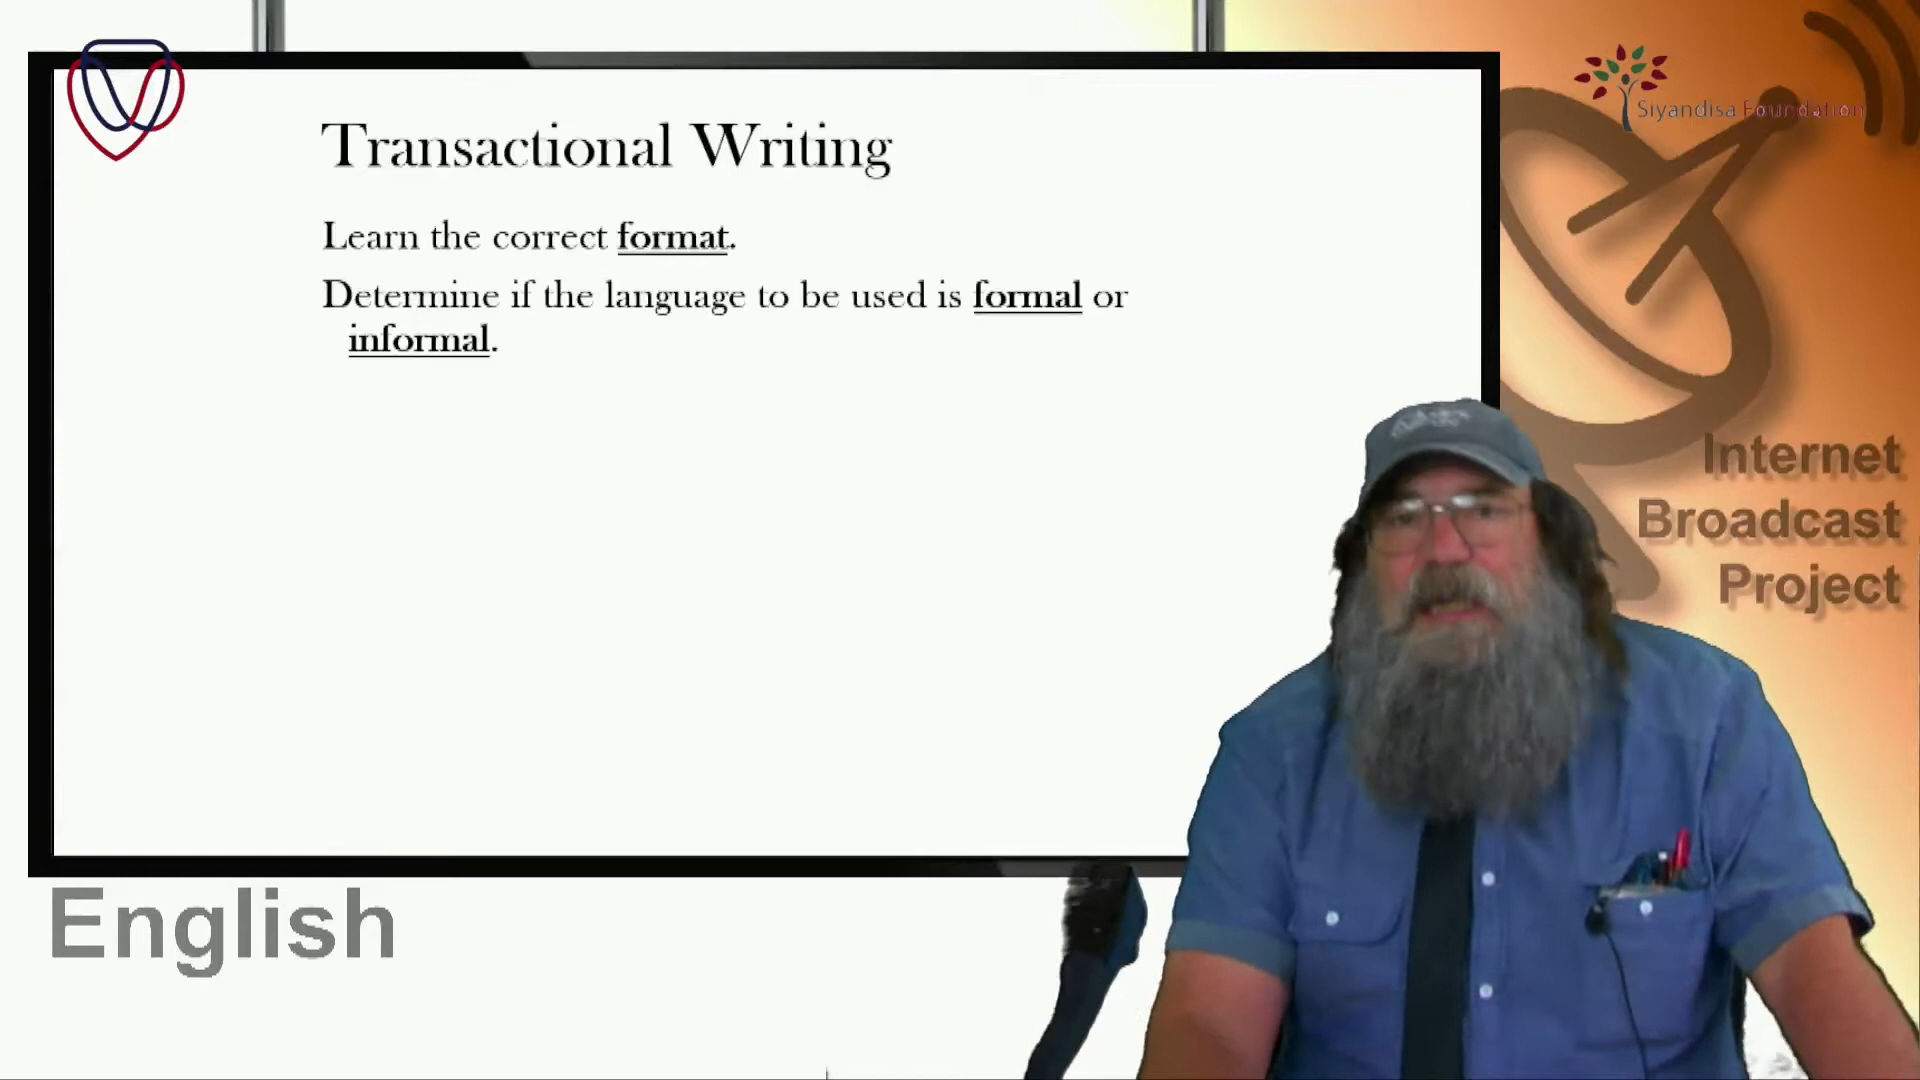 Transactional Writing
Learn the correct format.
Determine if the language to be used is formal or
informal.
Siyandisa Foundation
Internet
Broadcast
Project
English